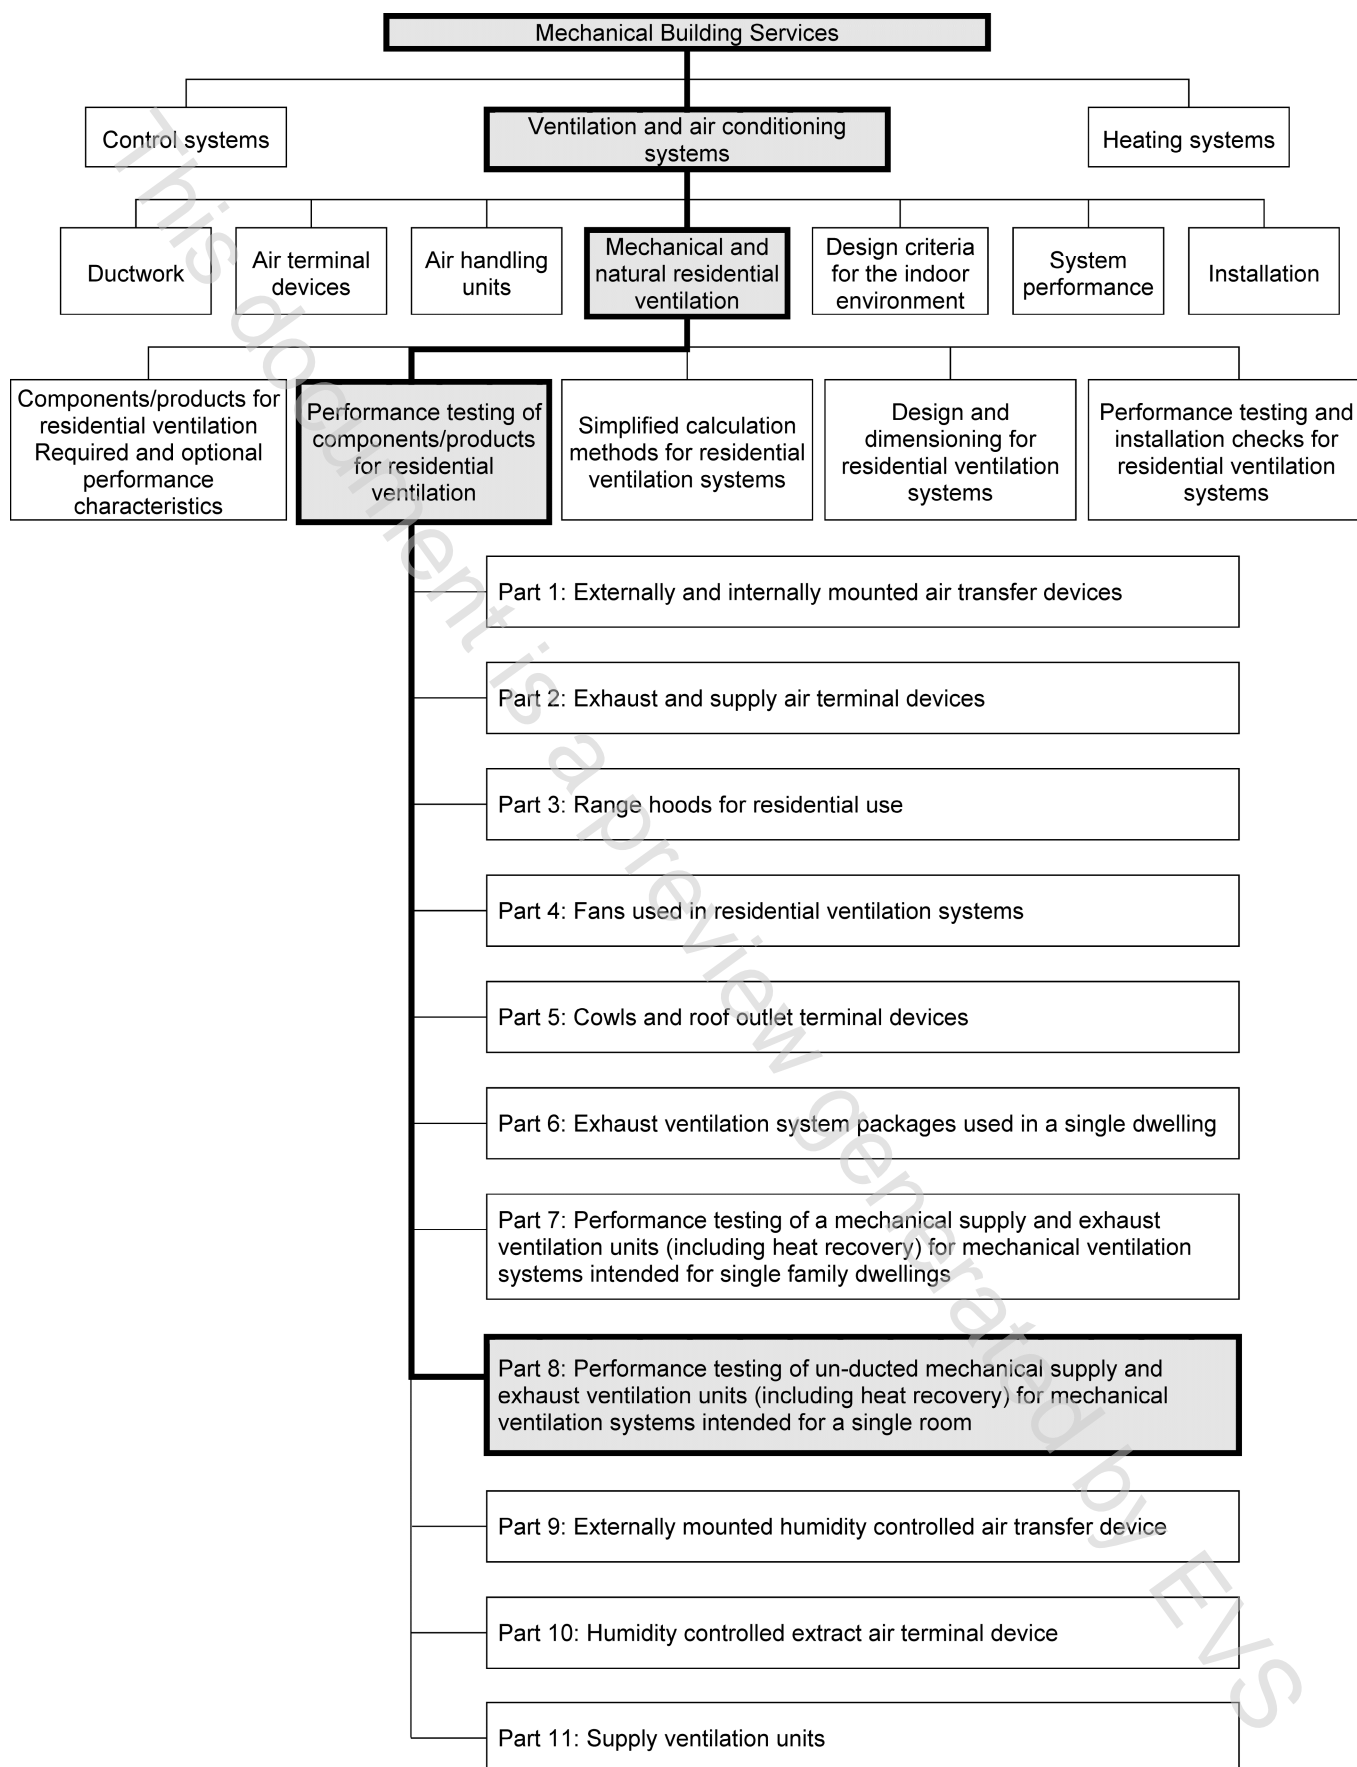 Mechanical Building Services
Control systems
Ventilation and air conditioning
systems
Heating systems
Ductwork
Air terminal
devices
Air handling
units
Mechanical and
natural residential
ventilation
Design criteria
for the indoor
environment
System
performance
Installation
Components/products for
residential ventilation
Required and optional
performance
characteristics
Performance testing of
components/products
for residential
ventilation
Simplified calculation
methods for residential
ventilation systems
Design and
dimensioning for
residential ventilation
systems
Performance testing and
installation checks for
residential ventilation
systems
Part 1: Externally and internally mounted air transfer devices
Part 2: Exhaust and supply air terminal devices
Part 3: Range hoods for residential use
Part 4: Fans used in residential ventilation systems
Part 5: Cowls and roof outlet terminal devices
Part 6: Exhaust ventilation system packages used in a single dwelling
Part 7: Performance testing of a mechanical supply and exhaust
ventilation units (including heat recovery) for mechanical ventilation
systems intended for single family dwellings
Part 8: Performance testing of un-ducted mechanical supply and
exhaust ventilation units (including heat recovery) for mechanical
ventilation systems intended for a single room
Part 9: Externally mounted humidity controlled air transfer device
Part 10: Humidity controlled extract air terminal device
Part 11: Supply ventilation units
This document is a preview generated by EVS